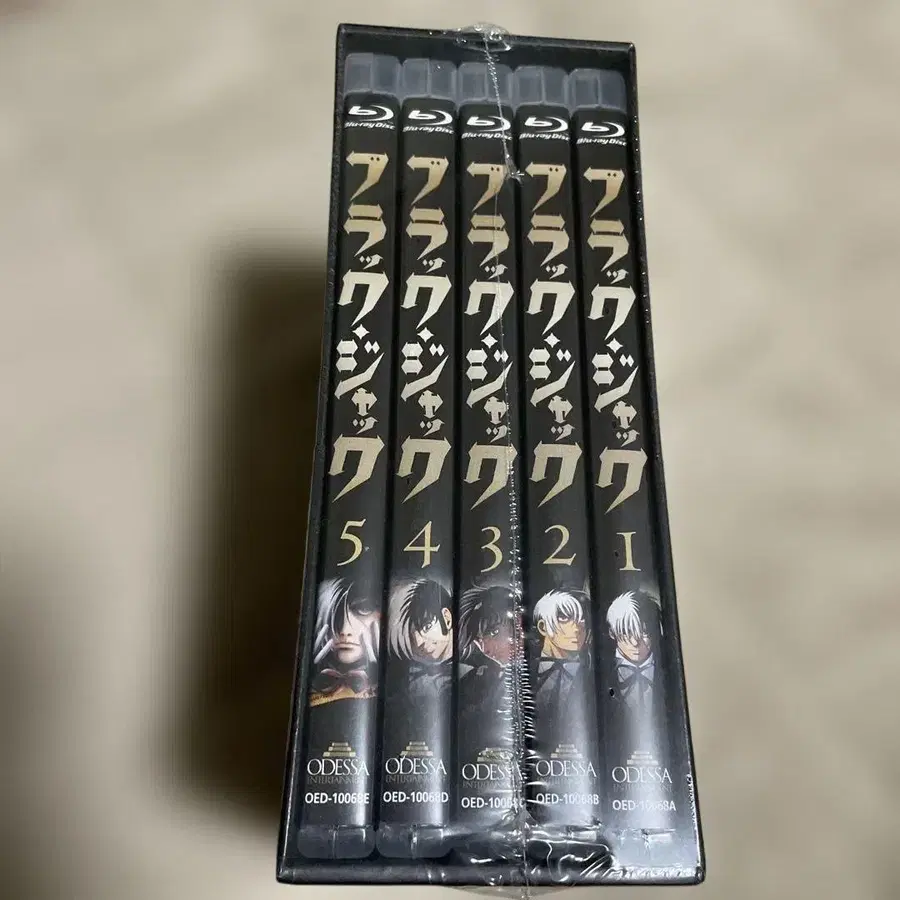 Blu-ray Disc
ブラック・ジャック
5
ODESSA
ENTERTAINMENT
OED-10068E
Blu-ray Disc
ブラック・ジャック
4
ODESSA
ENTERTAINMENT
OED-10068D
Blu-ray Disc
ブラック・ジャック
3
ODESSA
ENTERTAINMENT
OED-10068C
Blu-ray Disc
ブラック・ジャック
2
ODESSA
ENTERTAINMENT
OED-10068B
Blu-ray Disc
ブラック・ジャック
1
ODESSA
ENTERTAINMENT
OED-10068A